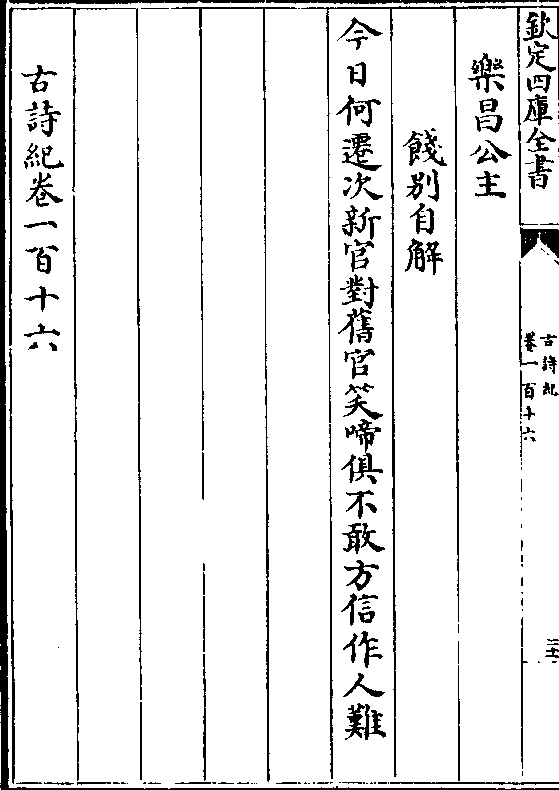 欽定四庫全書
古詩紀
卷一百十六
樂昌公主
餞別自解
今日何遷次新官對舊官笑啼俱不敢方信作人難
古詩紀卷一百十六